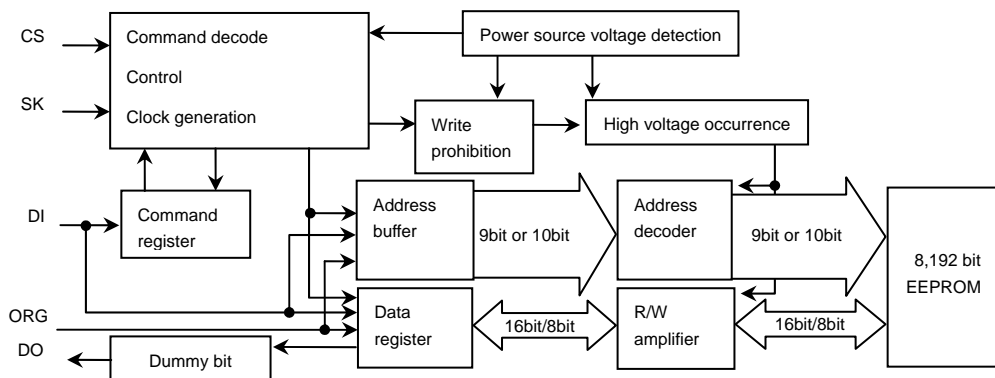 CS
SK
DI
ORG
DO
Command decode
Control
Clock generation
Power source voltage detection
Write
prohibition
High voltage occurrence
Command
register
Address
buffer
9bit or 10bit
Address
decoder
9bit or 10bit
8,192 bit
EEPROM
Data
register
16bit/8bit
R/W
amplifier
16bit/8bit
Dummy bit